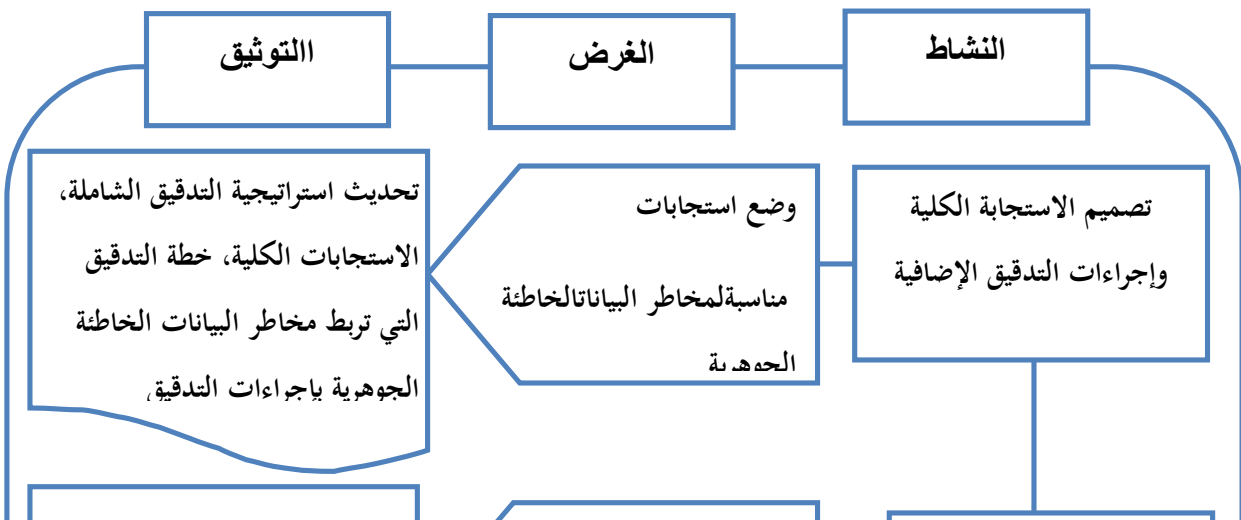 النشاط
الغرض
االتوثيق
تصميم الاستجابة الكلية
وإجراءات التدقيق الإضافية
وضع استجابات
مناسبةلمخاطر البياناتالخاطئة
الجوهرية
تحديث استراتيجية التدقيق الشاملة،
الاستجابات الكلية، خطة التدقيق
التي تربط مخاطر البيانات الخاطئة
الجوهرية بإجراءات التدقيق